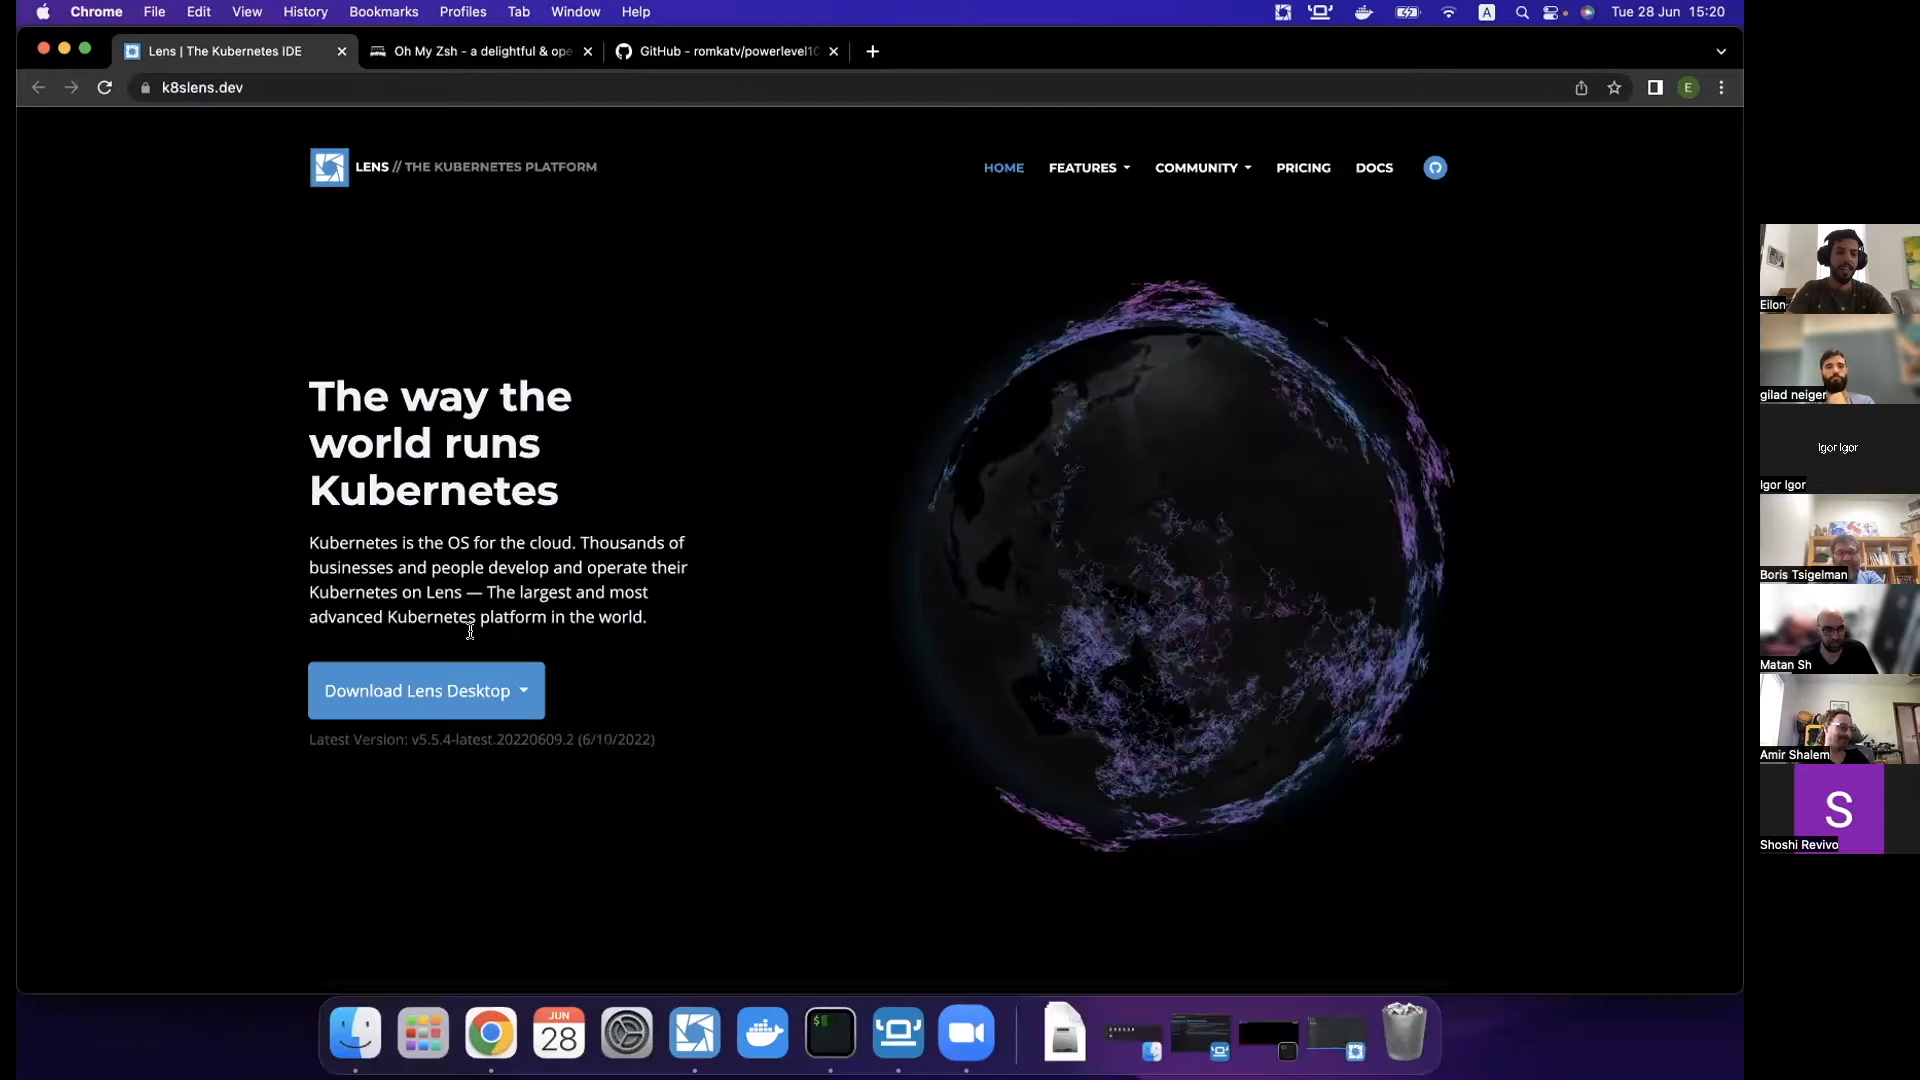 Chrome File Edit View History Bookmarks Profiles Tab Window Help
A
Tue 28 Jun 15:20
Lens | The Kubernetes IDE
Oh My Zsh - a delightful & ope
GitHub - romkatv/powerlevel10
k8slens.dev
E
LENS // THE KUBERNETES PLATFORM
HOME FEATURES COMMUNITY PRICING DOCS
The way the
world runs
Kubernetes
Kubernetes is the OS for the cloud. Thousands of
businesses and people develop and operate their
Kubernetes on Lens — The largest and most
advanced Kubernetes platform in the world.
Download Lens Desktop
Latest Version: v5.5.4-latest.20220609.2 (6/10/2022)
Eilon
gilad neiger
Igor Igor
Igor Igor
Boris Tsigelman
Matan Sh
Amir Shalem
S
Shoshi Revivo
JUN
28
$